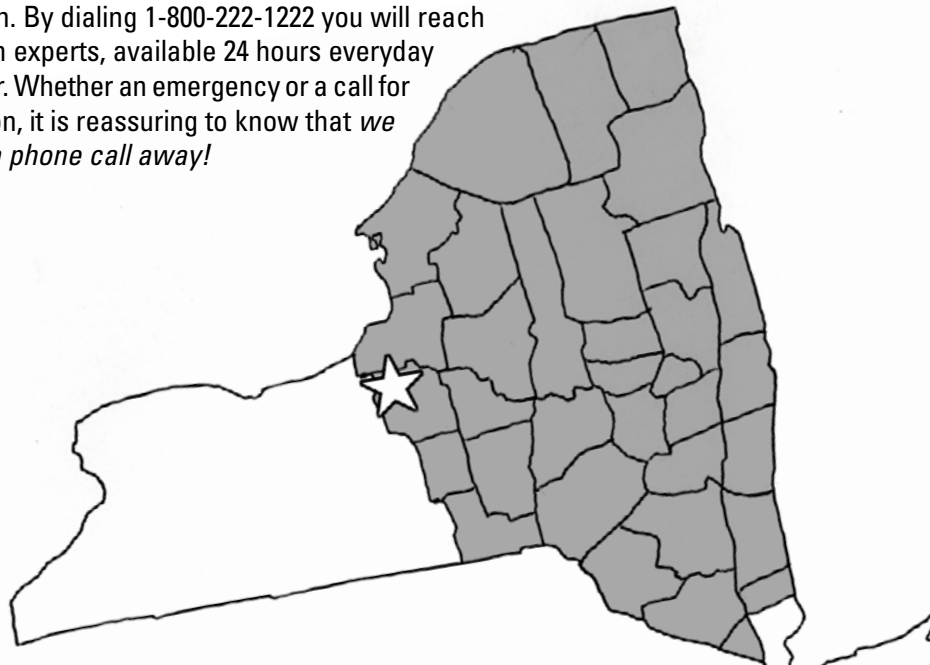 By dialing 1-800-222-1222 you will reach
experts, available 24 hours everyday
Whether an emergency or a call for
it is reassuring to know that we
phone call away!